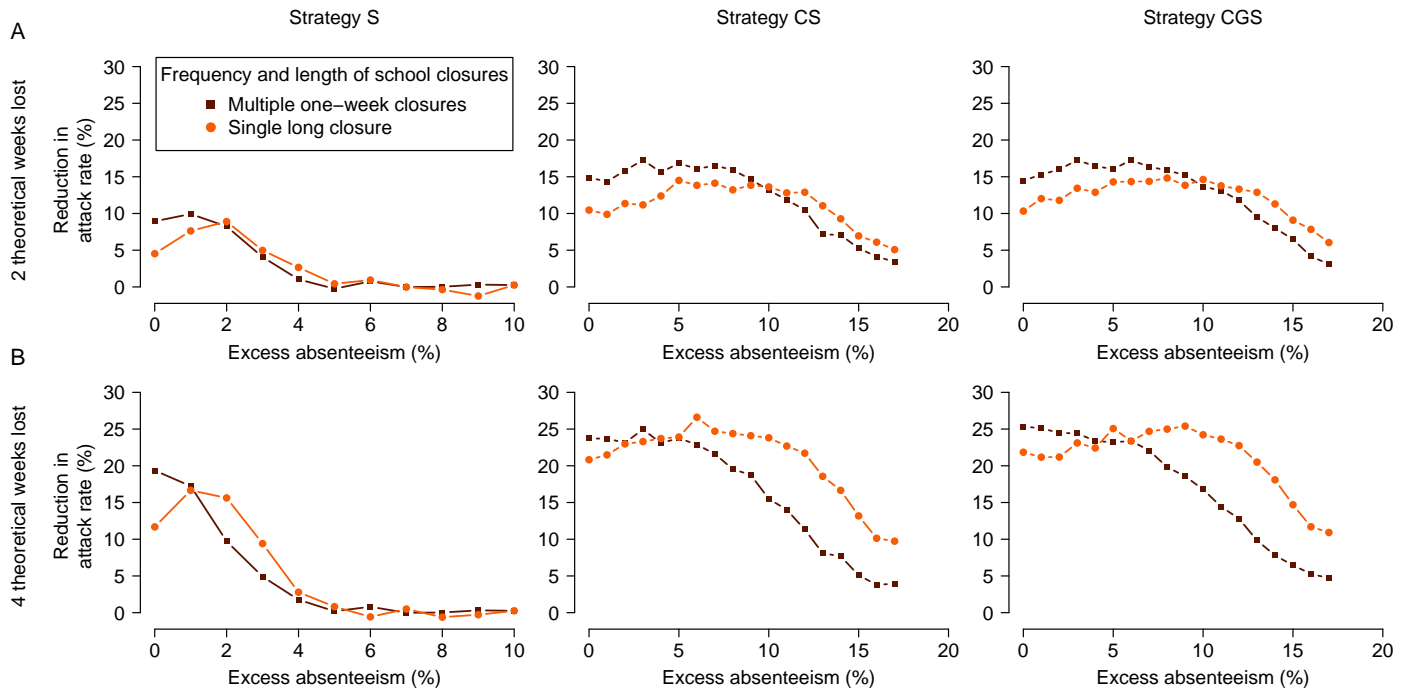 Strategy S
Strategy CS
Strategy CGS
A
2 theoretical weeks lost
Reduction in
attack rate (%)
30
25
20
15
10
5
0
Frequency and length of school closures
Multiple one−week closures
Single long closure
0 2 4 6 8 10
Excess absenteeism (%)
30
25
20
15
10
5
0
0 5 10 15 20
Excess absenteeism (%)
30
25
20
15
10
5
0
0 5 10 15 20
Excess absenteeism (%)
B
4 theoretical weeks lost
Reduction in
attack rate (%)
30
25
20
15
10
5
0
0 2 4 6 8 10
Excess absenteeism (%)
30
25
20
15
10
5
0
0 5 10 15 20
Excess absenteeism (%)
30
25
20
15
10
5
0
0 5 10 15 20
Excess absenteeism (%)